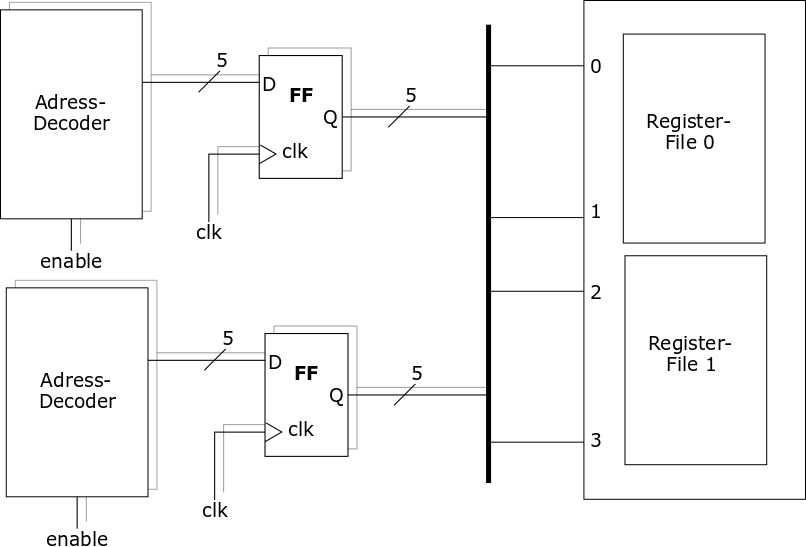 Adress-
Decoder
enable
5
D
FF
Q
clk
clk
5
Adress-
Decoder
enable
5
D
FF
Q
clk
clk
5
0
1
2
3
Register-
File 0
Register-
File 1